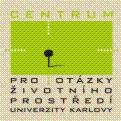 CENTRUM
PRO OTÁZKY
ŽIVOTNÍHO
PROSTŘEDÍ
UNIVERZITY KARLOVY